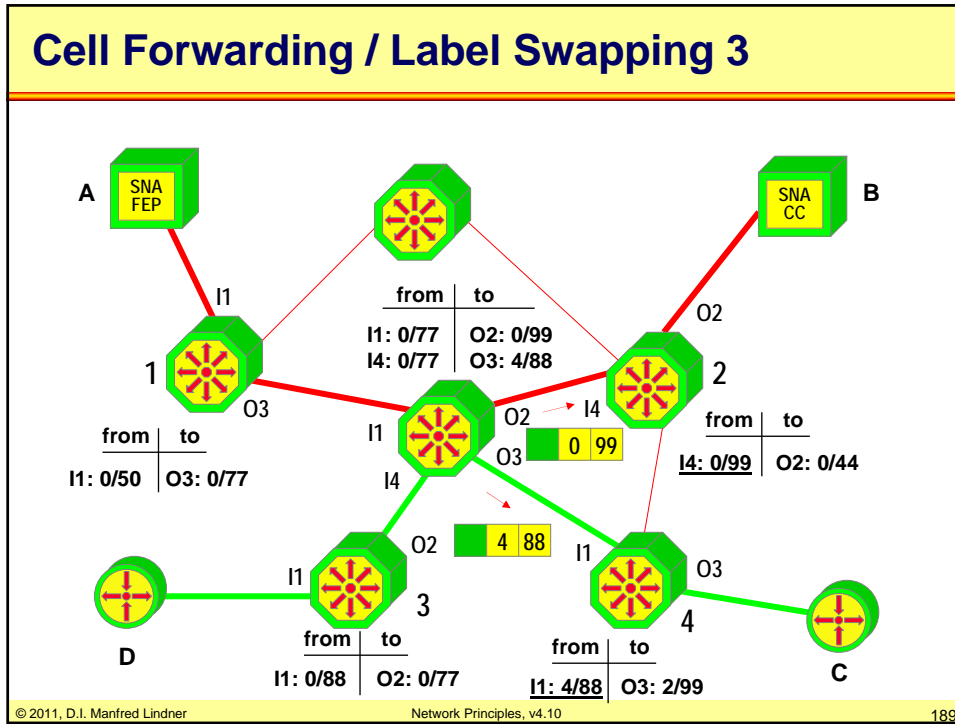 Cell Forwarding / Label Swapping 3
A
SNA
FEP
SNA
CC
B
I1
from to
I1: 0/77 O2: 0/99
I4: 0/77 O3: 4/88
O2
1
2
O3
I1
O2
I4
0 99
O3
I4
from to
I1: 0/50 O3: 0/77
from to
I4: 0/99 O2: 0/44
4 88
O2
I1
3
I1
O3
4
D
C
from to
I1: 0/88 O2: 0/77
from to
I1: 4/88 O3: 2/99
© 2011, D.I. Manfred Lindner
Network Principles, v4.10
189